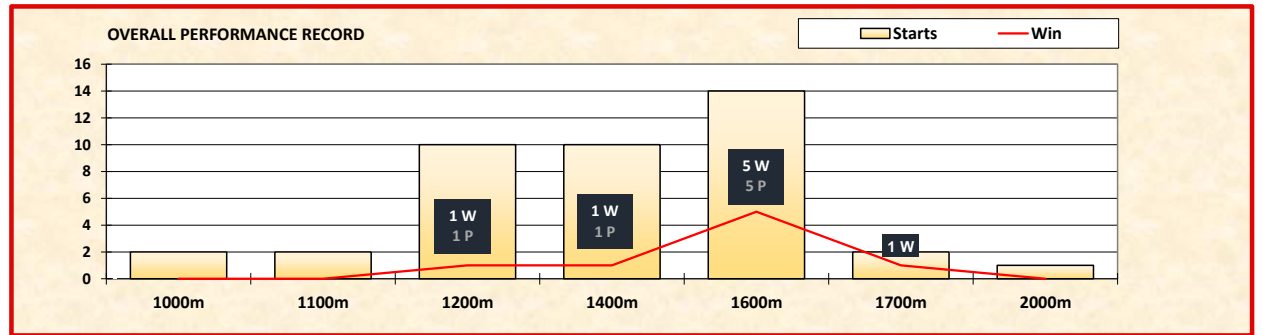 OVERALL PERFORMANCE RECORD
Starts Win
16
14
12
10
8
6
4
2
0
1 W
1 P
1 W
1 P
5 W
5 P
1 W
1000m 1100m 1200m 1400m 1600m 1700m 2000m